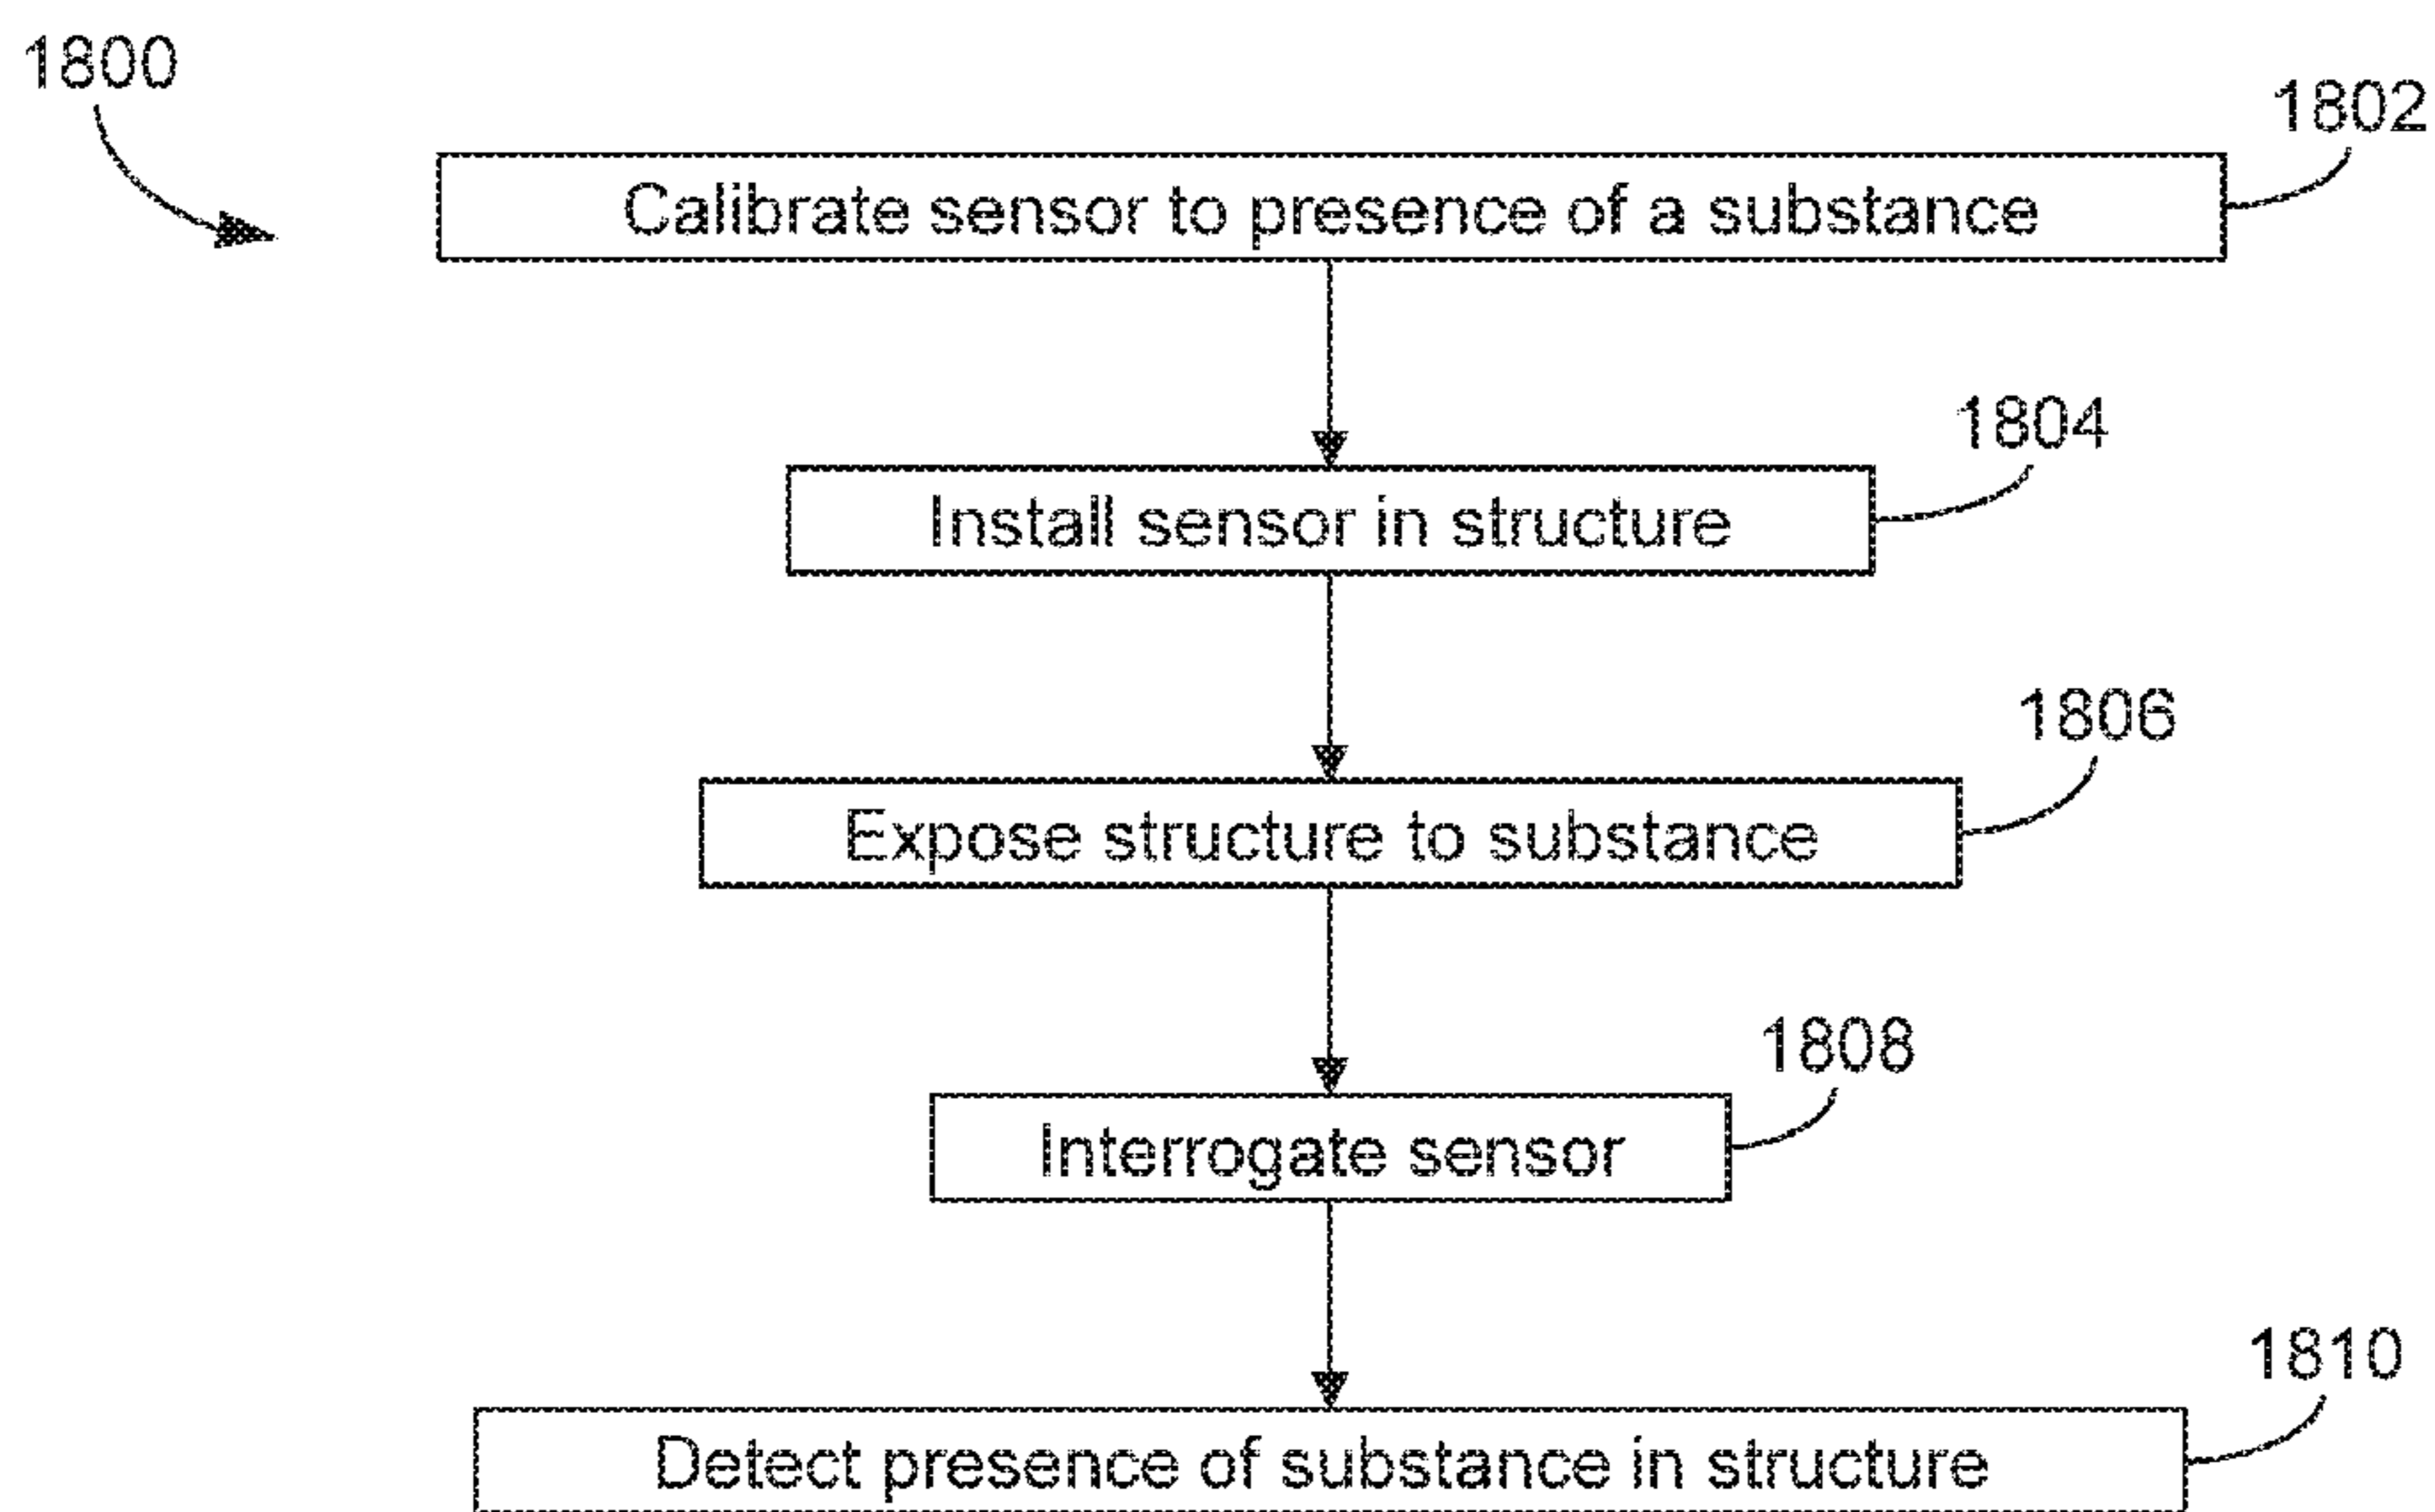 1800
1802
Calibrate sensor to presence of a substance
1804
Install sensor in structure
1806
Expose structure to substance
1808
Interrogate sensor
1810
Detect presence of substance in structure